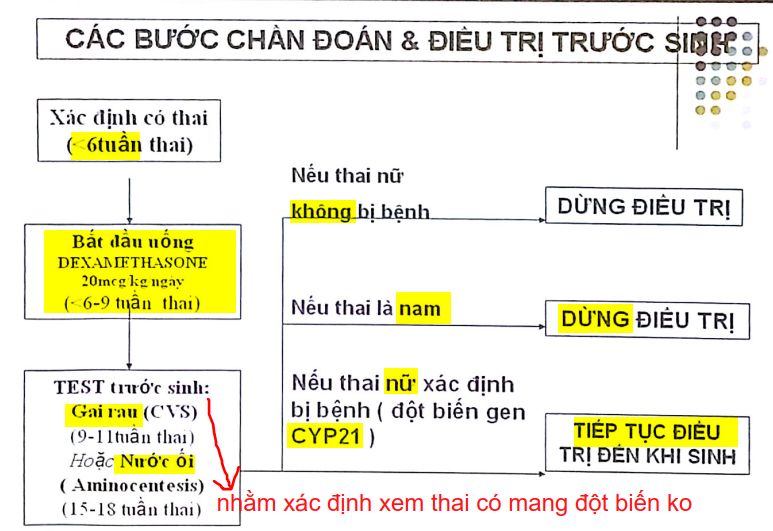 CÁC BƯỚC CHẨN ĐOÁN & ĐIỀU TRỊ TRƯỚC SINH
Xác định có thai
(<6tuần thai)
Bắt đầu uống
DEXAMETHASONE
20mcg kg ngày
(<6-9 tuần thai)
TEST trước sinh:
Gai rau (CVS)
(9-11tuần thai)
Hoặc Nước ối
( Aminocentesis)
(15-18 tuần thai)
Nếu thai nữ
không bị bệnh
DỪNG ĐIỀU TRỊ
Nếu thai là nam
DỪNG ĐIỀU TRỊ
Nếu thai nữ xác định
bị bệnh ( đột biến gen
CYP21 )
TIẾP TỤC ĐIỀU
TRỊ ĐẾN KHI SINH
nhằm xác định xem thai có mang đột biến ko